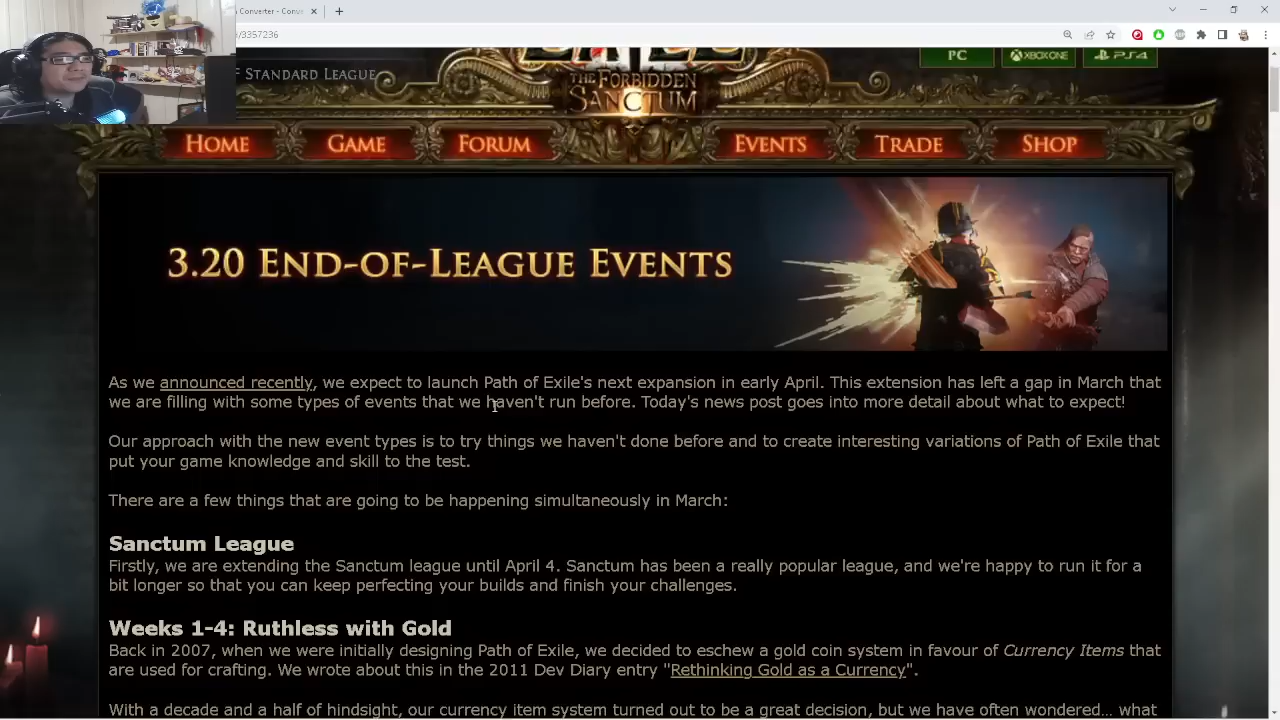 Converter - Conve
/3357236
F STANDARD LEAGUE
THE FORBIDDEN
SANCTUM
PC
XBOX ONE
PS4
HOME
GAME
FORUM
EVENTS
TRADE
SHOP
3.20 END-OF-LEAGUE EVENTS
As we announced recently, we expect to launch Path of Exile's next expansion in early April. This extension has left a gap in March that
we are filling with some types of events that we haven't run before. Today's news post goes into more detail about what to expect!
Our approach with the new event types is to try things we haven't done before and to create interesting variations of Path of Exile that
put your game knowledge and skill to the test.
There are a few things that are going to be happening simultaneously in March:
Sanctum League
Firstly, we are extending the Sanctum league until April 4. Sanctum has been a really popular league, and we're happy to run it for a
bit longer so that you can keep perfecting your builds and finish your challenges.
Weeks 1-4: Ruthless with Gold
Back in 2007, when we were initially designing Path of Exile, we decided to eschew a gold coin system in favour of Currency Items that
are used for crafting. We wrote about this in the 2011 Dev Diary entry "Rethinking Gold as a Currency".
With a decade and a half of hindsight, our currency item system turned out to be a great decision, but we have often wondered... what